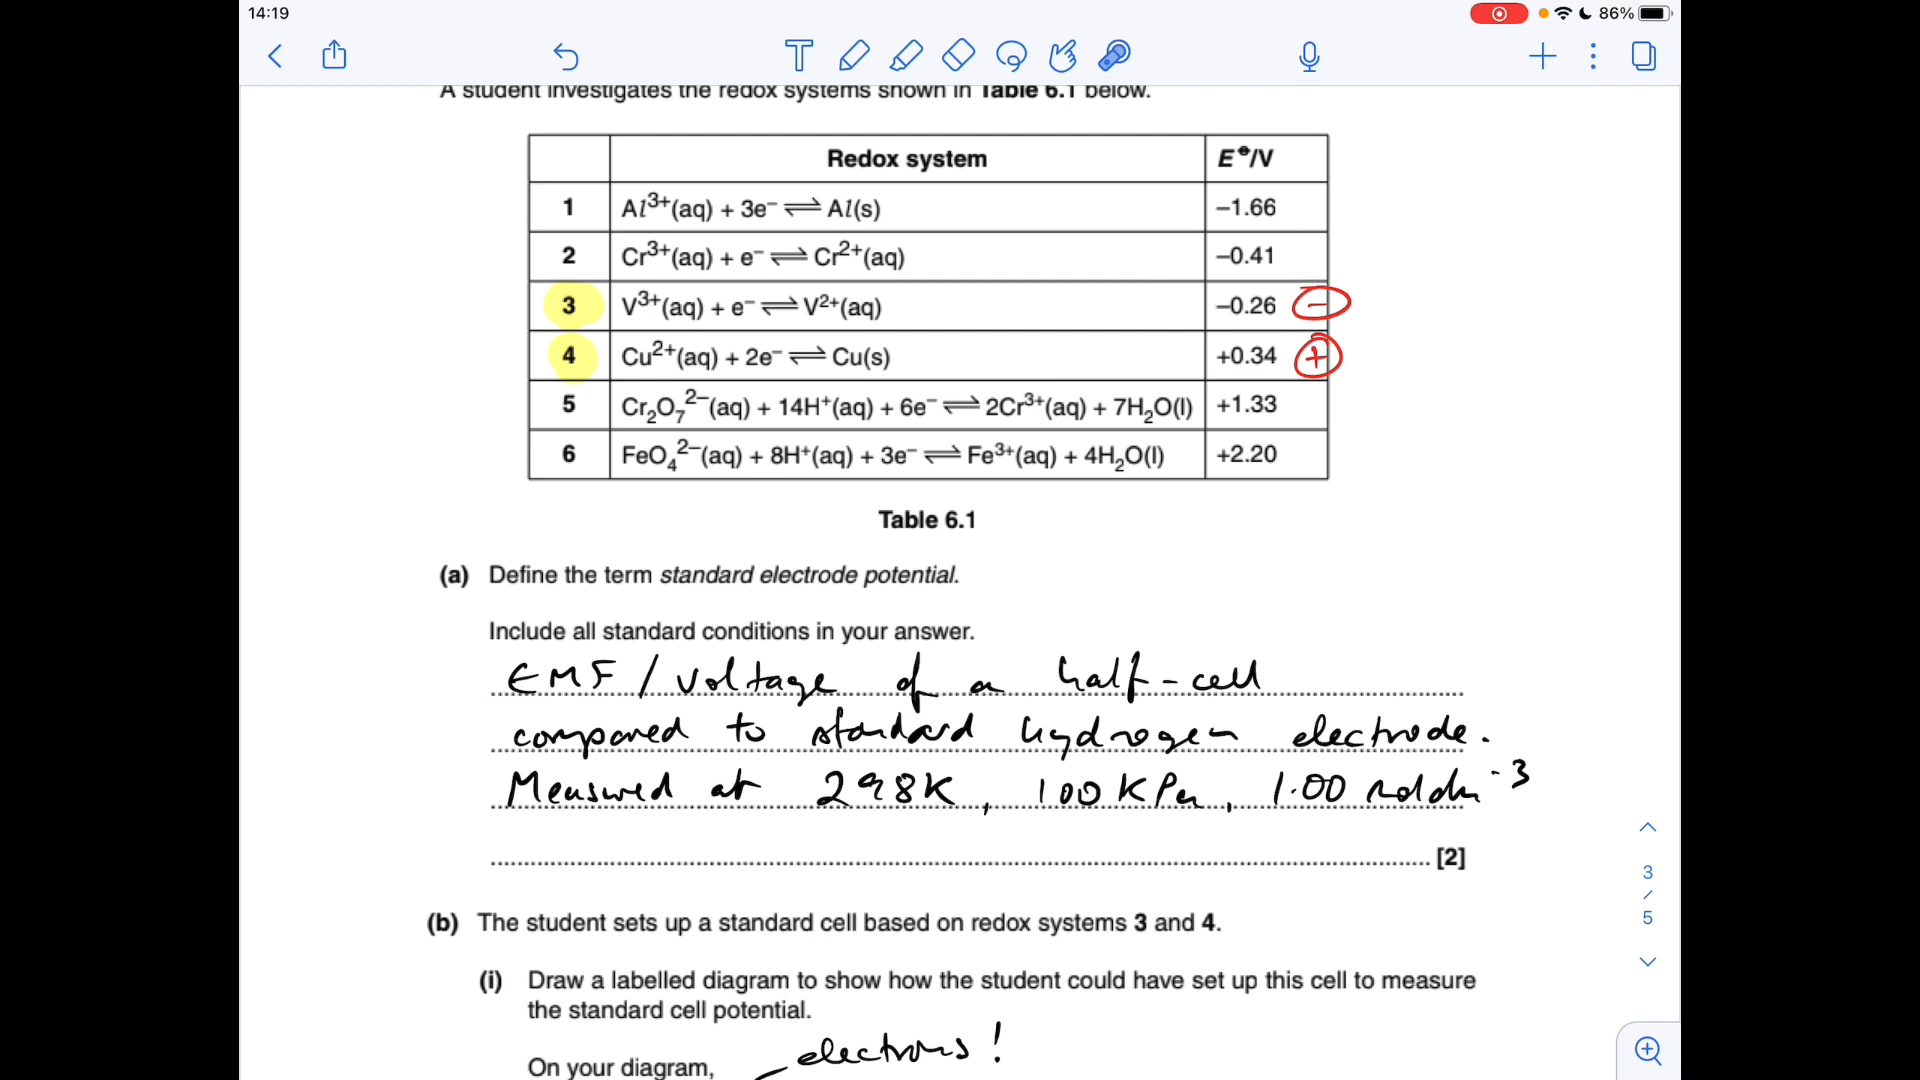 14:19
86%
A student investigates the redox systems shown in Table 6.1 below.
Redox system E⦵/V
1 Al³⁺(aq) + 3e⁻ ⇌ Al(s) –1.66
2 Cr³⁺(aq) + e⁻ ⇌ Cr²⁺(aq) –0.41
3 V³⁺(aq) + e⁻ ⇌ V²⁺(aq) –0.26 –
4 Cu²⁺(aq) + 2e⁻ ⇌ Cu(s) +0.34 +
5 Cr₂O₇²⁻(aq) + 14H⁺(aq) + 6e⁻ ⇌ 2Cr³⁺(aq) + 7H₂O(l) +1.33
6 FeO₄²⁻(aq) + 8H⁺(aq) + 3e⁻ ⇌ Fe³⁺(aq) + 4H₂O(l) +2.20
Table 6.1
(a) Define the term standard electrode potential.
Include all standard conditions in your answer.
EMF / voltage of a half-cell
compared to standard hydrogen electrode.
Measured at 298K, 100 KPa, 1.00 moldm⁻³
[2]
(b) The student sets up a standard cell based on redox systems 3 and 4.
(i) Draw a labelled diagram to show how the student could have set up this cell to measure
the standard cell potential.
electrons!
On your diagram,
3
/
5